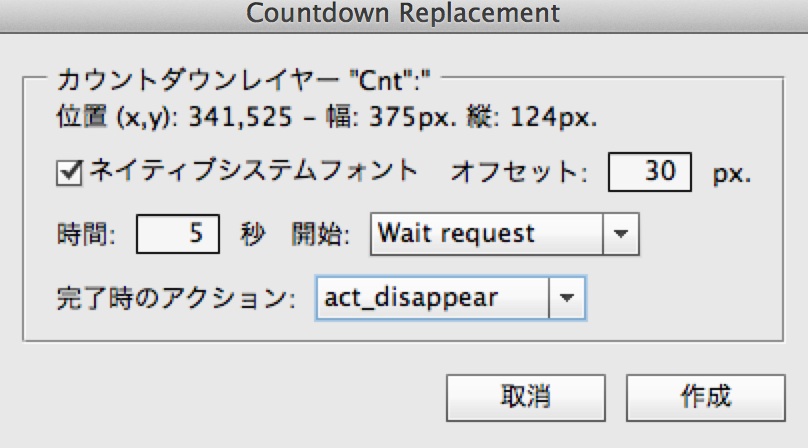 Countdown Replacement
カウントダウンレイヤー "Cnt":"
位置 (x,y): 341,525 – 幅: 375px. 縦: 124px.
ネイティブシステムフォント オフセット: 30 px.
時間: 5 秒 開始: Wait request
完了時のアクション: act_disappear
取消 作成